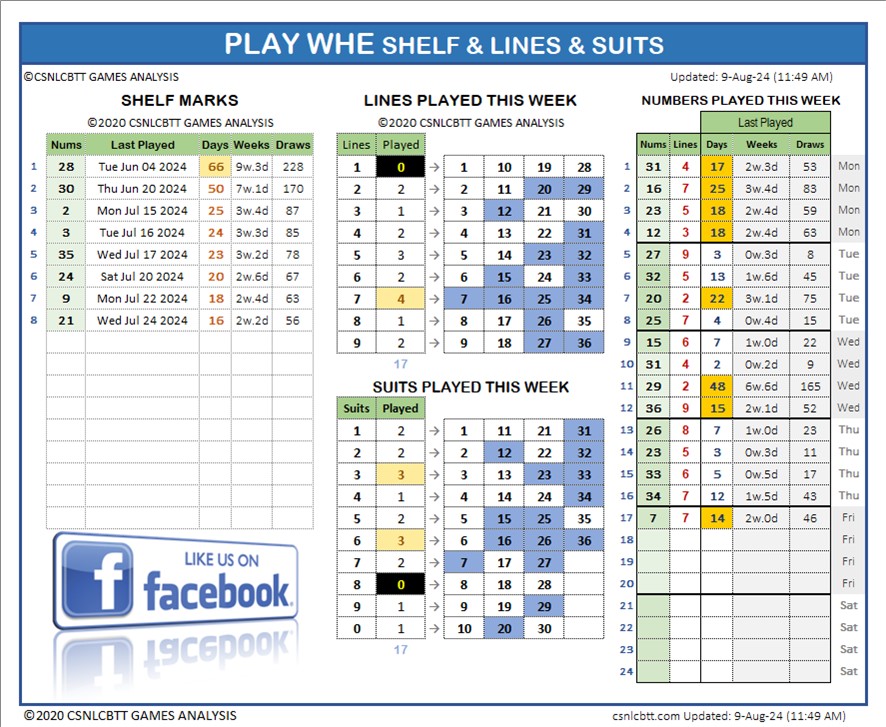 PLAY WHE SHELF & LINES & SUITS
©CSNLCBTT GAMES ANALYSIS
Updated: 9-Aug-24 (11:49 AM)
SHELF MARKS
©2020 CSNLCBTT GAMES ANALYSIS
Nums Last Played Days Weeks Draws
1 28 Tue Jun 04 2024 66 9w.3d 228
2 30 Thu Jun 20 2024 50 7w.1d 170
3 2 Mon Jul 15 2024 25 3w.4d 87
4 3 Tue Jul 16 2024 24 3w.3d 85
5 35 Wed Jul 17 2024 23 3w.2d 78
6 24 Sat Jul 20 2024 20 2w.6d 67
7 9 Mon Jul 22 2024 18 2w.4d 63
8 21 Wed Jul 24 2024 16 2w.2d 56
LIKE US ON
facebook
LINES PLAYED THIS WEEK
©2020 CSNLCBTT GAMES ANALYSIS
Lines Played
1 0 → 1 10 19 28
2 2 → 2 11 20 29
3 1 → 3 12 21 30
4 2 → 4 13 22 31
5 3 → 5 14 23 32
6 2 → 6 15 24 33
7 4 → 7 16 25 34
8 1 → 8 17 26 35
9 2 → 9 18 27 36
17
SUITS PLAYED THIS WEEK
Suits Played
1 2 → 1 11 21 31
2 2 → 2 12 22 32
3 3 → 3 13 23 33
4 1 → 4 14 24 34
5 2 → 5 15 25 35
6 3 → 6 16 26 36
7 2 → 7 17 27
8 0 → 8 18 28
9 1 → 9 19 29
0 1 → 10 20 30
17
NUMBERS PLAYED THIS WEEK
Last Played
Nums Lines Days Weeks Draws
1 31 4 17 2w.3d 53 Mon
2 16 7 25 3w.4d 83 Mon
3 23 5 18 2w.4d 59 Mon
4 12 3 18 2w.4d 63 Mon
5 27 9 3 0w.3d 8 Tue
6 32 5 13 1w.6d 45 Tue
7 20 2 22 3w.1d 75 Tue
8 25 7 4 0w.4d 15 Tue
9 15 6 7 1w.0d 22 Wed
10 31 4 2 0w.2d 9 Wed
11 29 2 48 6w.6d 165 Wed
12 36 9 15 2w.1d 52 Wed
13 26 8 7 1w.0d 23 Thu
14 23 5 3 0w.3d 11 Thu
15 33 6 5 0w.5d 17 Thu
16 34 7 12 1w.5d 43 Thu
17 7 7 14 2w.0d 46 Fri
18 Fri
19 Fri
20 Fri
21 Sat
22 Sat
23 Sat
24 Sat
©2020 CSNLCBTT GAMES ANALYSIS
csnlcbtt.com Updated: 9-Aug-24 (11:49 AM)